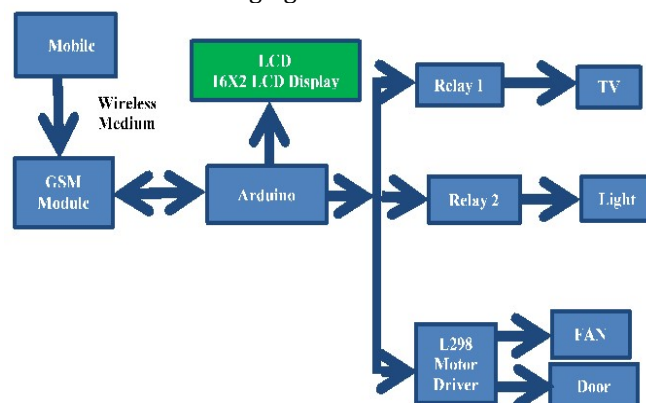 Mobile
LCD
16X2 LCD Display
Relay 1
TV
Wireless
Medium
GSM
Module
Arduino
Relay 2
Light
L298
Motor
Driver
FAN
Door